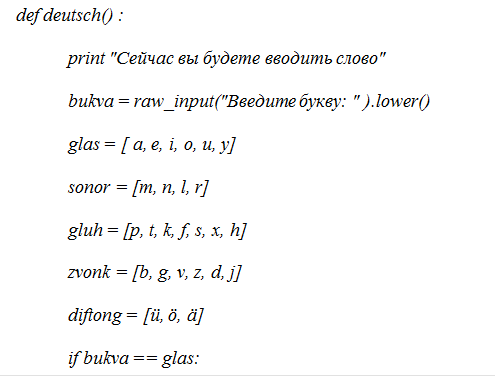 def deutsch() :
print "Сейчас вы будете вводить слово"
bukva = raw_input("Введите букву: " ).lower()
glas = [ a, e, i, o, u, y]
sonor = [m, n, l, r]
gluh = [p, t, k, f, s, x, h]
zvonk = [b, g, v, z, d, j]
diftong = [ü, ö, ä]
if bukva == glas: